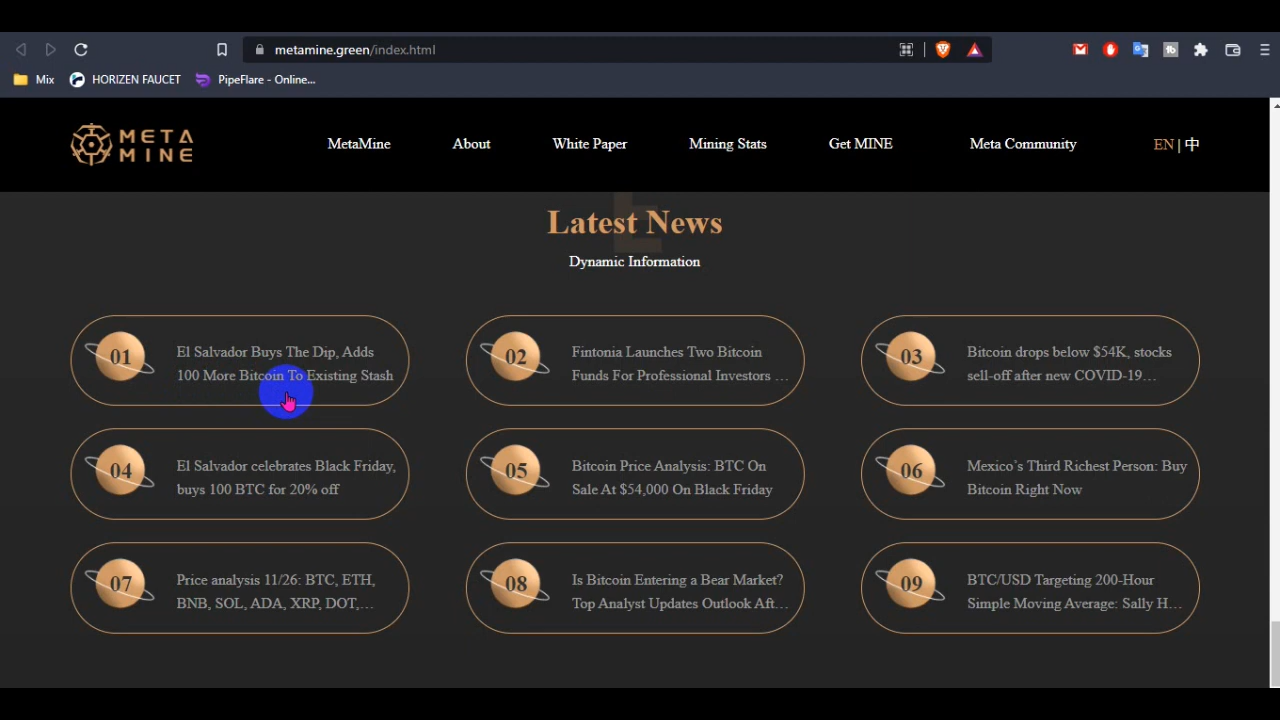 metamine.green/index.html
Mix
HORIZEN FAUCET
PipeFlare - Online...
META
MINE
MetaMine
About
White Paper
Mining Stats
Get MINE
Meta Community
EN | 中
Latest News
Dynamic Information
01
El Salvador Buys The Dip, Adds
100 More Bitcoin To Existing Stash
02
Fintonia Launches Two Bitcoin
Funds For Professional Investors …
03
Bitcoin drops below $54K, stocks
sell-off after new COVID-19…
04
El Salvador celebrates Black Friday,
buys 100 BTC for 20% off
05
Bitcoin Price Analysis: BTC On
Sale At $54,000 On Black Friday
06
Mexico’s Third Richest Person: Buy
Bitcoin Right Now
07
Price analysis 11/26: BTC, ETH,
BNB, SOL, ADA, XRP, DOT,…
08
Is Bitcoin Entering a Bear Market?
Top Analyst Updates Outlook Aft…
09
BTC/USD Targeting 200-Hour
Simple Moving Average: Sally H…